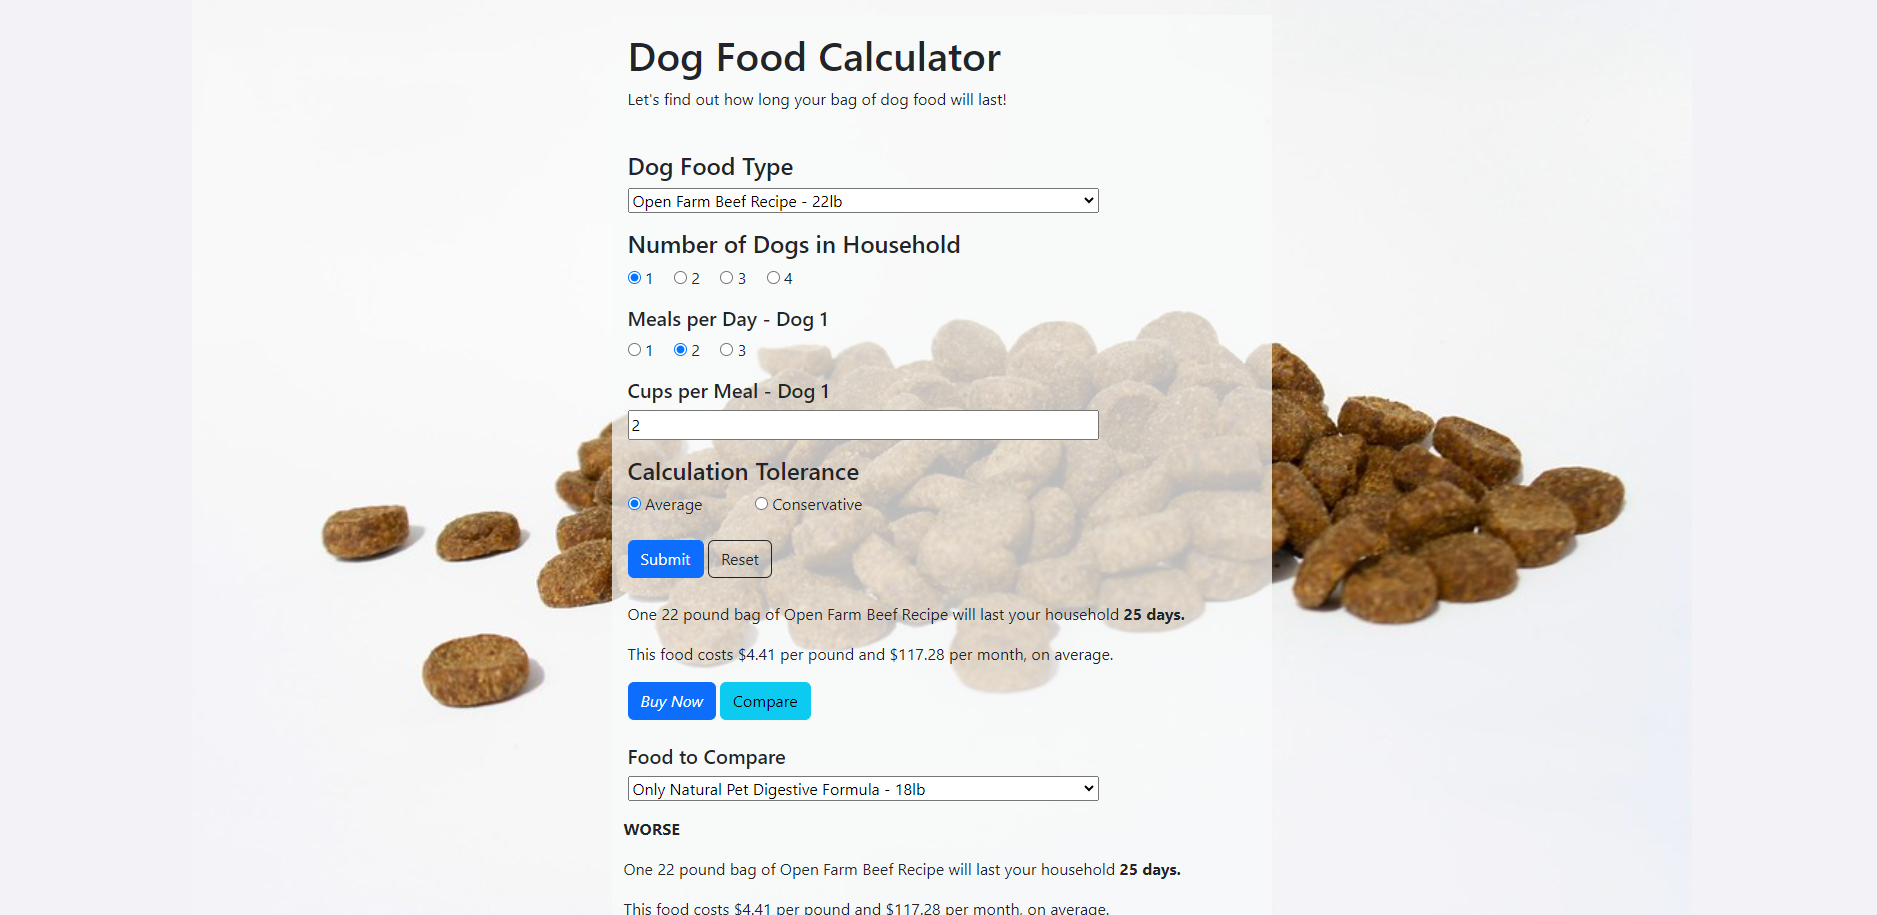 Dog Food Calculator
Let's find out how long your bag of dog food will last!
Dog Food Type
Open Farm Beef Recipe - 22lb
Number of Dogs in Household
1 2 3 4
Meals per Day - Dog 1
1 2 3
Cups per Meal - Dog 1
2
Calculation Tolerance
Average Conservative
Submit Reset
One 22 pound bag of Open Farm Beef Recipe will last your household 25 days.
This food costs $4.41 per pound and $117.28 per month, on average.
Buy Now Compare
Food to Compare
Only Natural Pet Digestive Formula - 18lb
WORSE
One 22 pound bag of Open Farm Beef Recipe will last your household 25 days.
This food costs $4.41 per pound and $117.28 per month, on average.